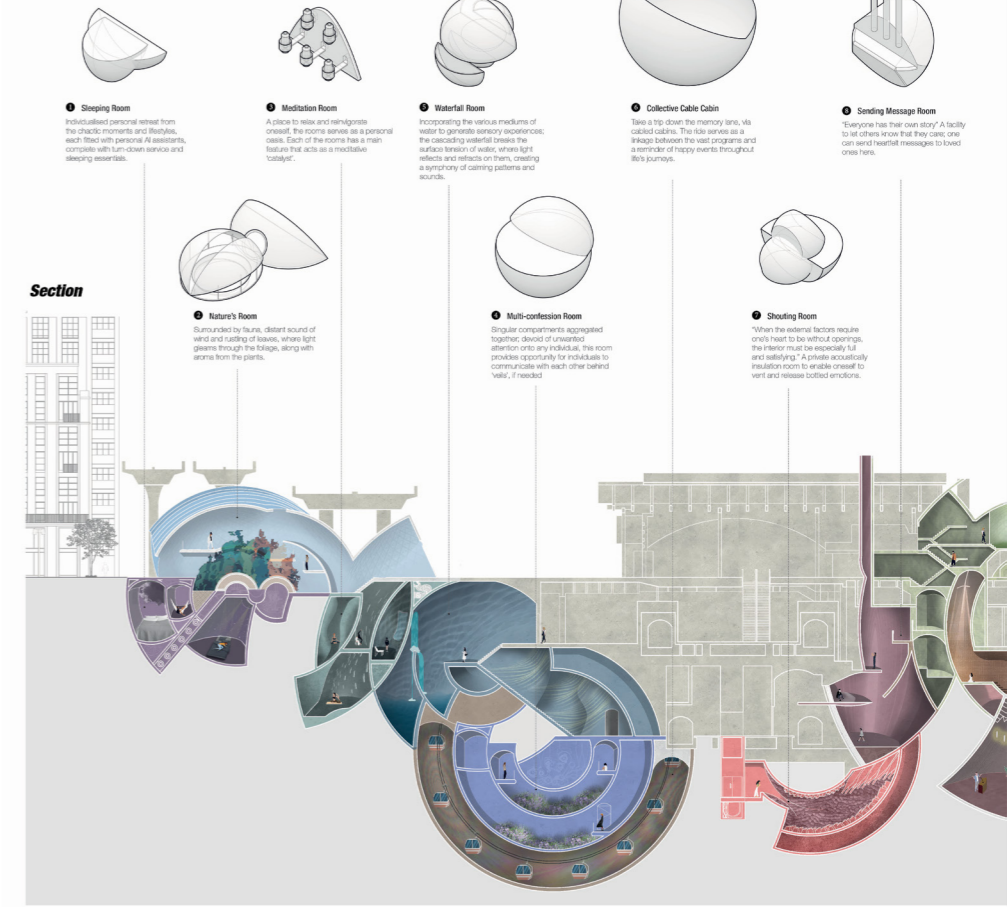 1 Sleeping Room
Individualised personal retreat from
the chaotic moments and lifestyles,
each fitted with personal AI assistants,
complete with turn-down service and
sleeping essentials.
3 Meditation Room
A place to relax and reinvigorate
oneself, the rooms serves as a personal
oasis. Each of the rooms has a main
feature that acts as a meditative
'catalyst'.
5 Waterfall Room
Incorporating the various mediums of
water to generate sensory experiences;
the cascading waterfall breaks the
surface tension of water, where light
reflects and refracts on them, creating
a symphony of calming patterns and
sounds.
6 Collective Cable Cabin
Take a trip down the memory lane, via
cabled cabins. The ride serves as a
linkage between the vast programs and
a reminder of happy events throughout
life's journeys.
8 Sending Message Room
"Everyone has their own story" A facility
to let others know that they care; one
can send heartfelt messages to loved
ones here.
Section
2 Nature's Room
Surrounded by fauna, distant sound of
wind and rustling of leaves, where light
gleams through the foliage, along with
aroma from the plants.
4 Multi-confession Room
Singular compartments aggregated
together; devoid of unwanted
attention onto any individual, this room
provides opportunity for individuals to
communicate with each other behind
'veils', if needed
7 Shouting Room
"When the external factors require
one's heart to be without openings,
the interior must be especially full
and satisfying." A private acoustically
insulation room to enable oneself to
vent and release bottled emotions.